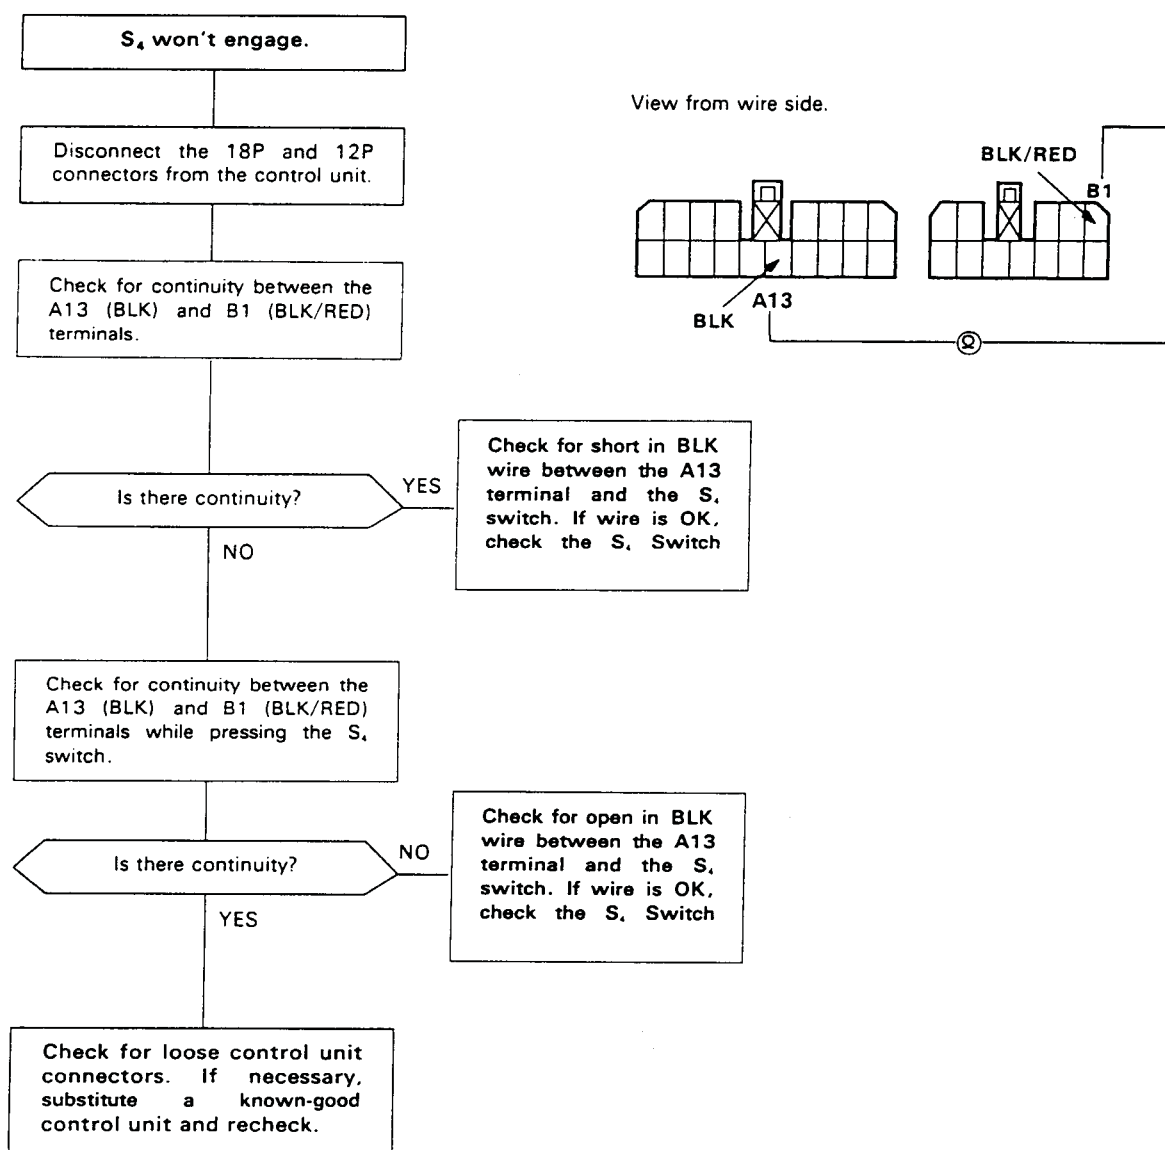 S₄ won't engage.
Disconnect the 18P and 12P
connectors from the control unit.
Check for continuity between the
A13 (BLK) and B1 (BLK/RED)
terminals.
Is there continuity?
YES
NO
Check for short in BLK
wire between the A13
terminal and the S₄
switch. If wire is OK,
check the S₄ Switch
Check for continuity between the
A13 (BLK) and B1 (BLK/RED)
terminals while pressing the S₄
switch.
Is there continuity?
NO
YES
Check for open in BLK
wire between the A13
terminal and the S₄
switch. If wire is OK,
check the S₄ Switch
Check for loose control unit
connectors. If necessary,
substitute a known-good
control unit and recheck.
View from wire side.
BLK/RED
B1
A13
BLK
Ω